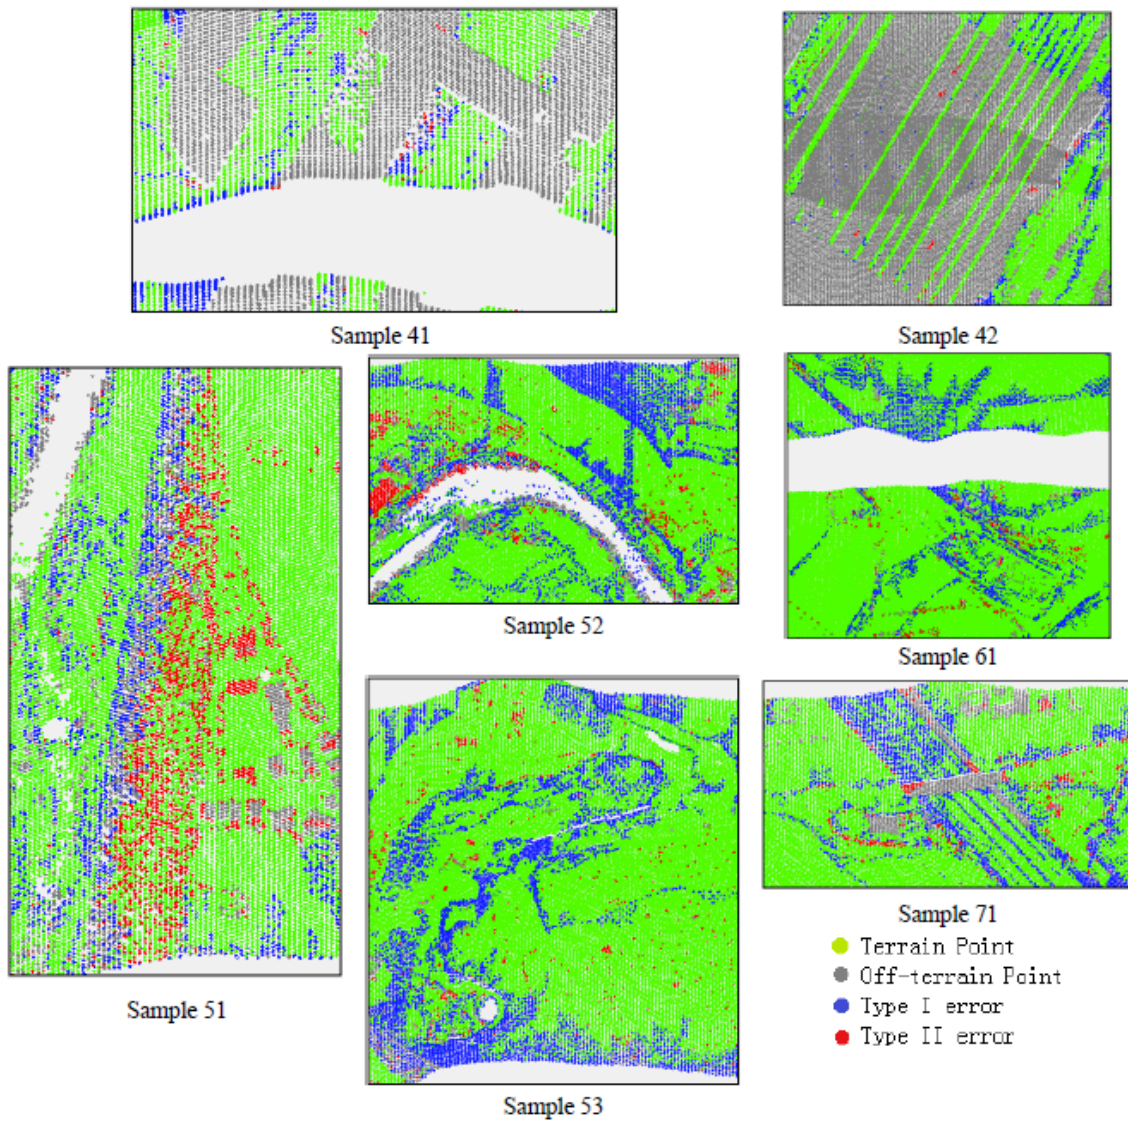 Sample 41
Sample 42
Sample 52
Sample 61
Sample 51
Sample 53
Sample 71
Terrain Point
Off-terrain Point
Type I error
Type II error